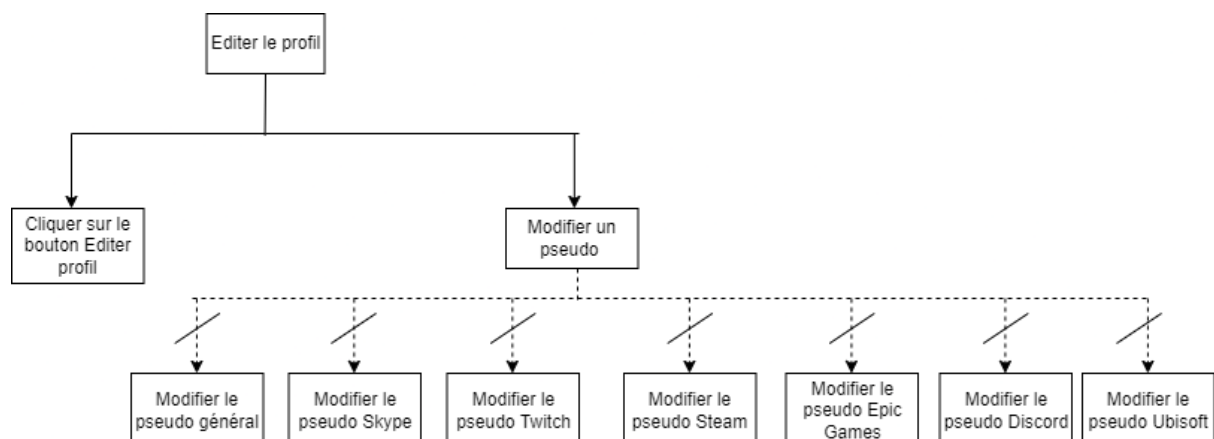 Editer le profil
Cliquer sur le
bouton Editer
profil
Modifier un
pseudo
Modifier le
pseudo général
Modifier le
pseudo Skype
Modifier le
pseudo Twitch
Modifier le
pseudo Steam
Modifier le
pseudo Epic
Games
Modifier le
pseudo Discord
Modifier le
pseudo Ubisoft